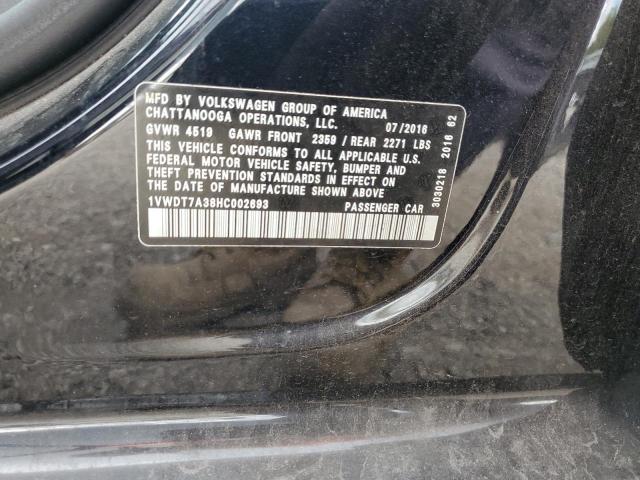 MFD BY VOLKSWAGEN GROUP OF AMERICA
CHATTANOOGA OPERATIONS, LLC. 07/2016
GVWR 4519 GAWR FRONT 2359 / REAR 2271 LBS
THIS VEHICLE CONFORMS TO ALL APPLICABLE U.S.
FEDERAL MOTOR VEHICLE SAFETY, BUMPER AND
THEFT PREVENTION STANDARDS IN EFFECT ON
THE DATE OF MANUFACTURE SHOWN ABOVE
1VWDT7A38HC002693 PASSENGER CAR
3030218 2016 62